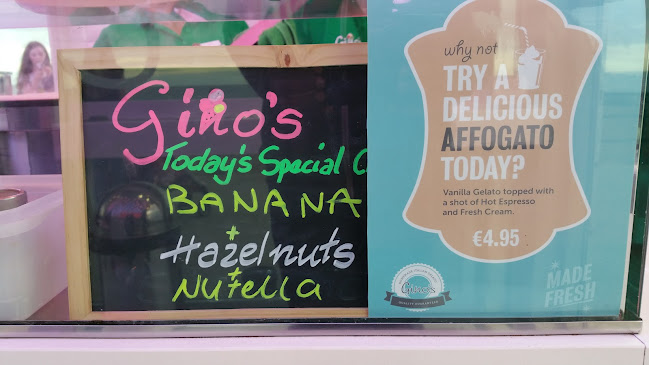 Gino's
Today's Special
BANANA
+
Hazelnuts
+
Nutella
why not
TRY A
DELICIOUS
AFFOGATO
TODAY?
Vanilla Gelato topped with
a shot of Hot Espresso
and Fresh Cream.
€4.95
Gino's
MADE
FRESH